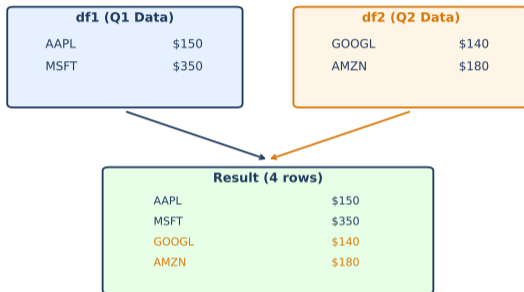 df1 (Q1 Data)
AAPL $150
MSFT $350
df2 (Q2 Data)
GOOGL $140
AMZN $180
Result (4 rows)
AAPL $150
MSFT $350
GOOGL $140
AMZN $180